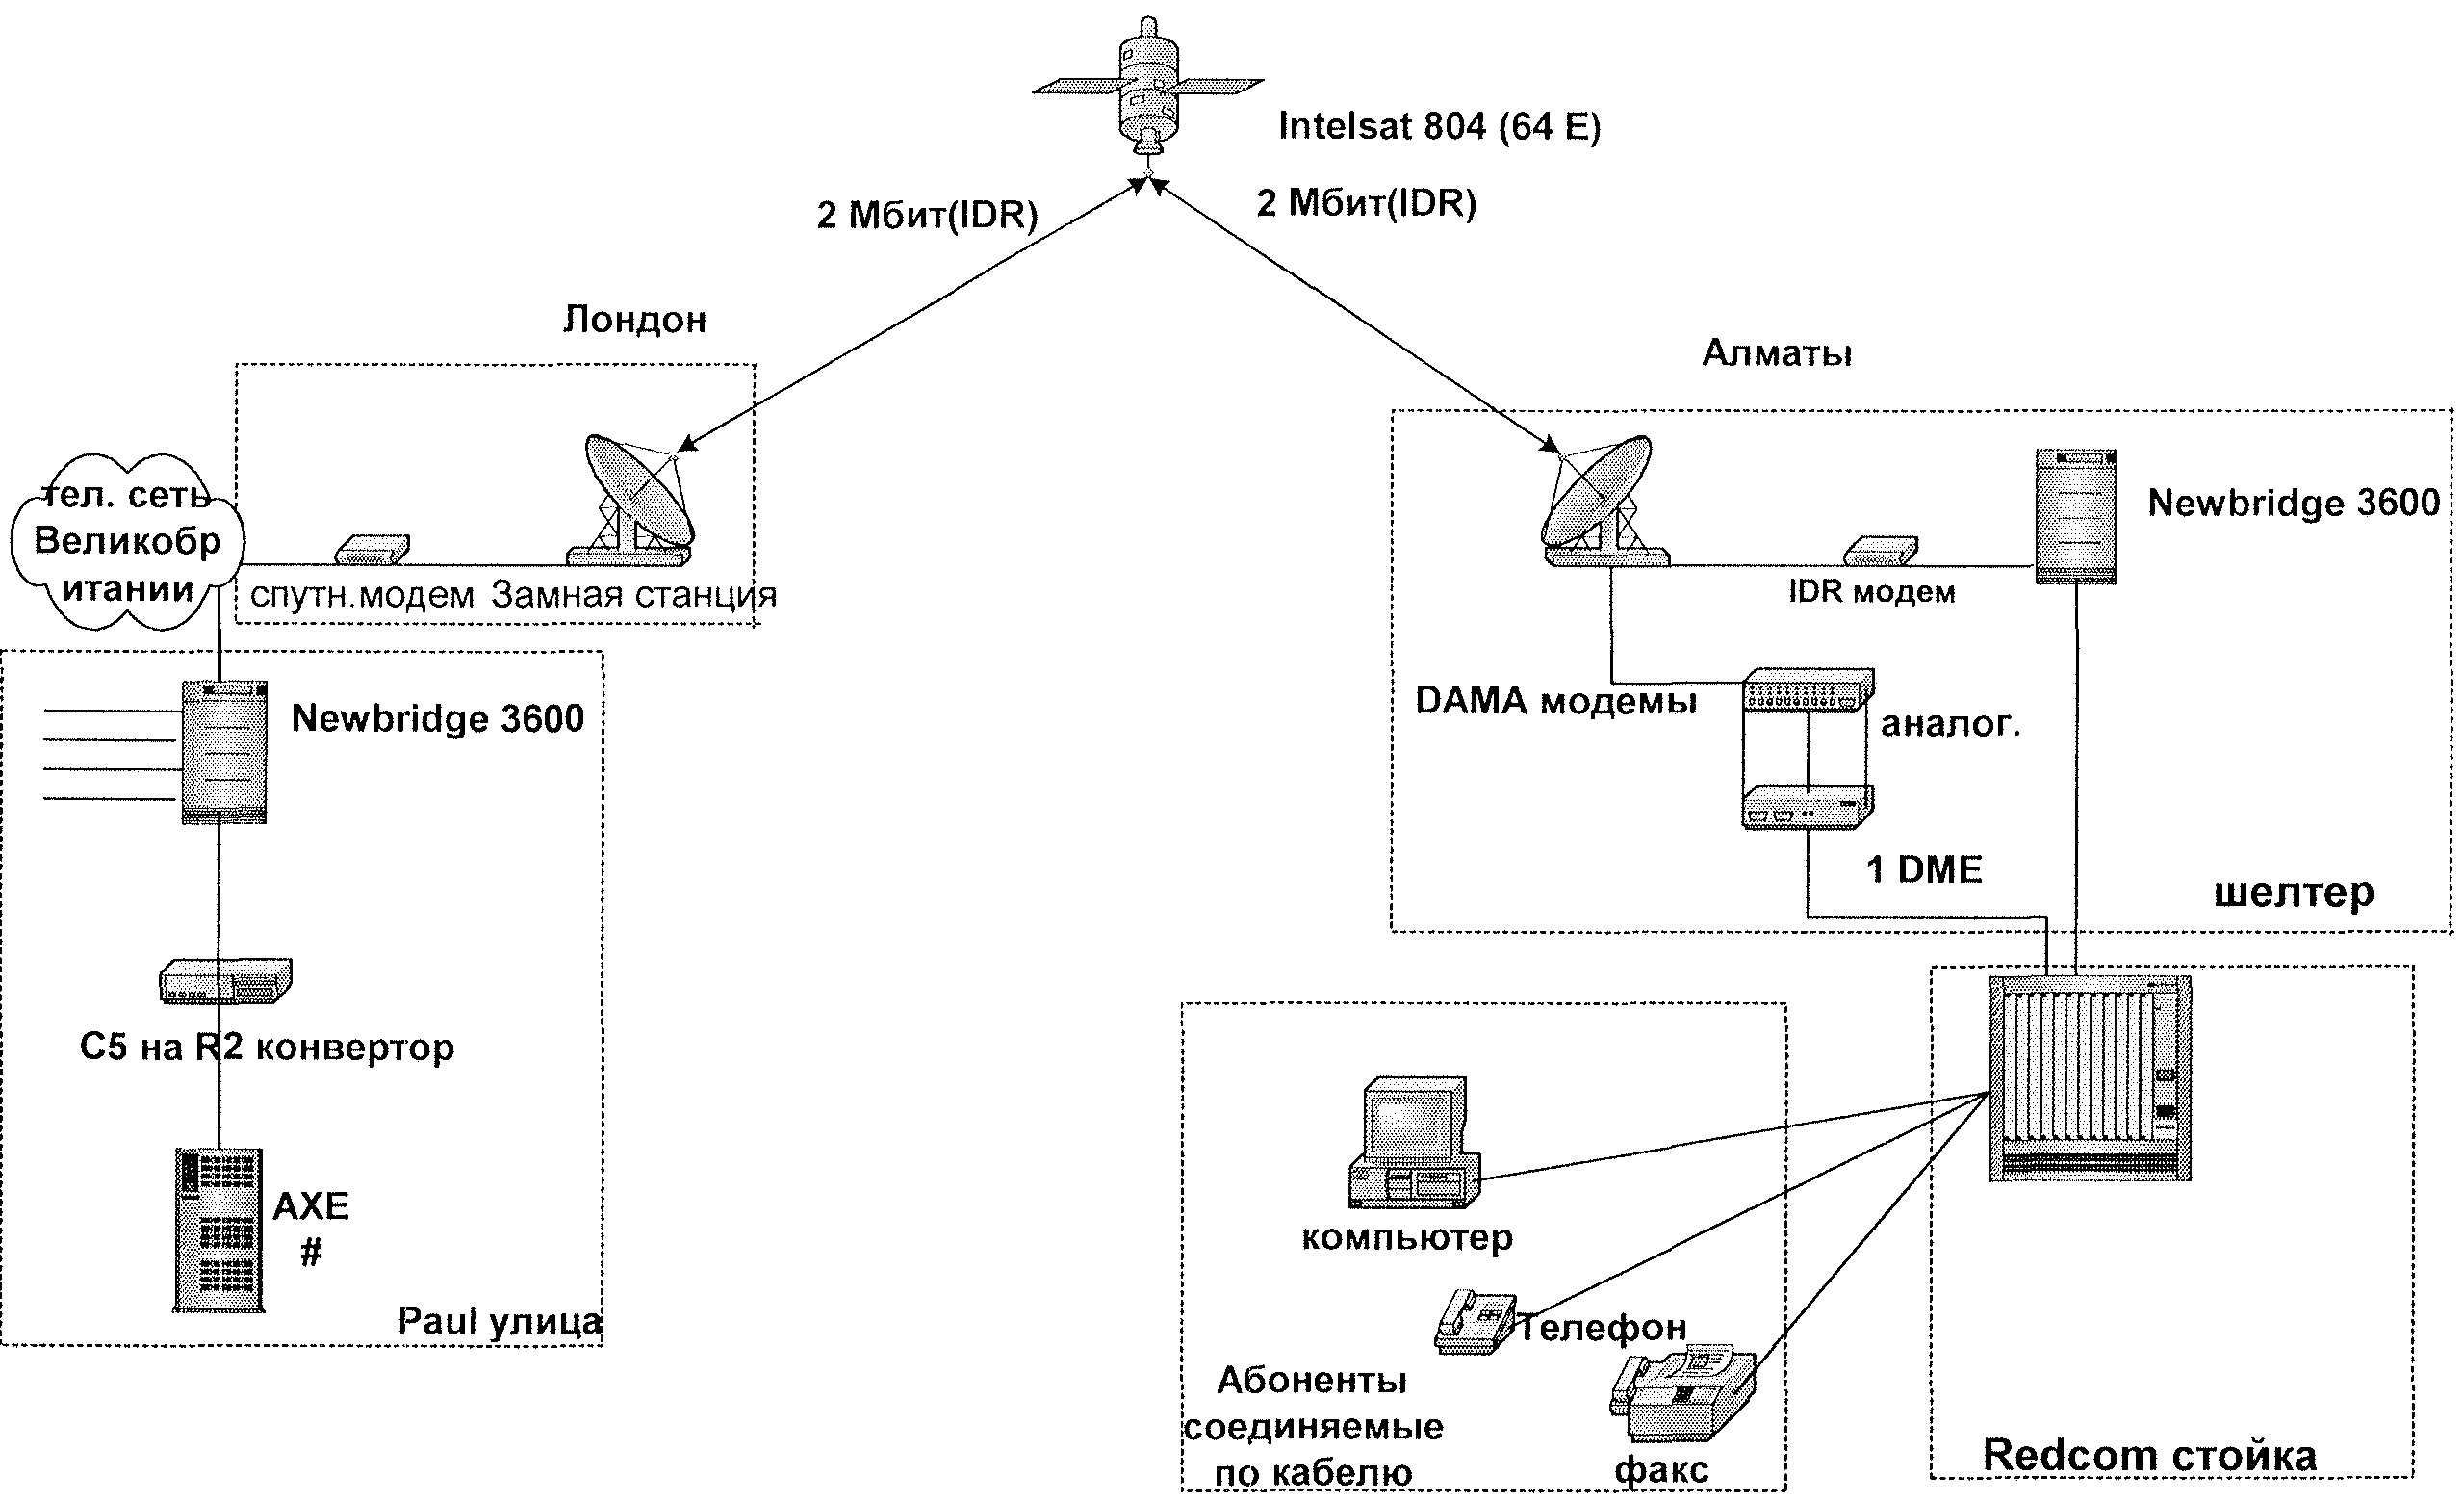 Intelsat 804 (64 E)
2 Мбит(IDR)
2 Мбит(IDR)
Лондон
Алматы
тел. сеть
Великобр
итании
спутн.модем Замная станция
Newbridge 3600
IDR модем
Newbridge 3600
DAMA модемы
аналог.
1 DME
шелтер
C5 на R2 конвертор
AXE
#
Paul улица
компьютер
Телефон
Абоненты
соединяемые
по кабелю
факс
Redcom стойка